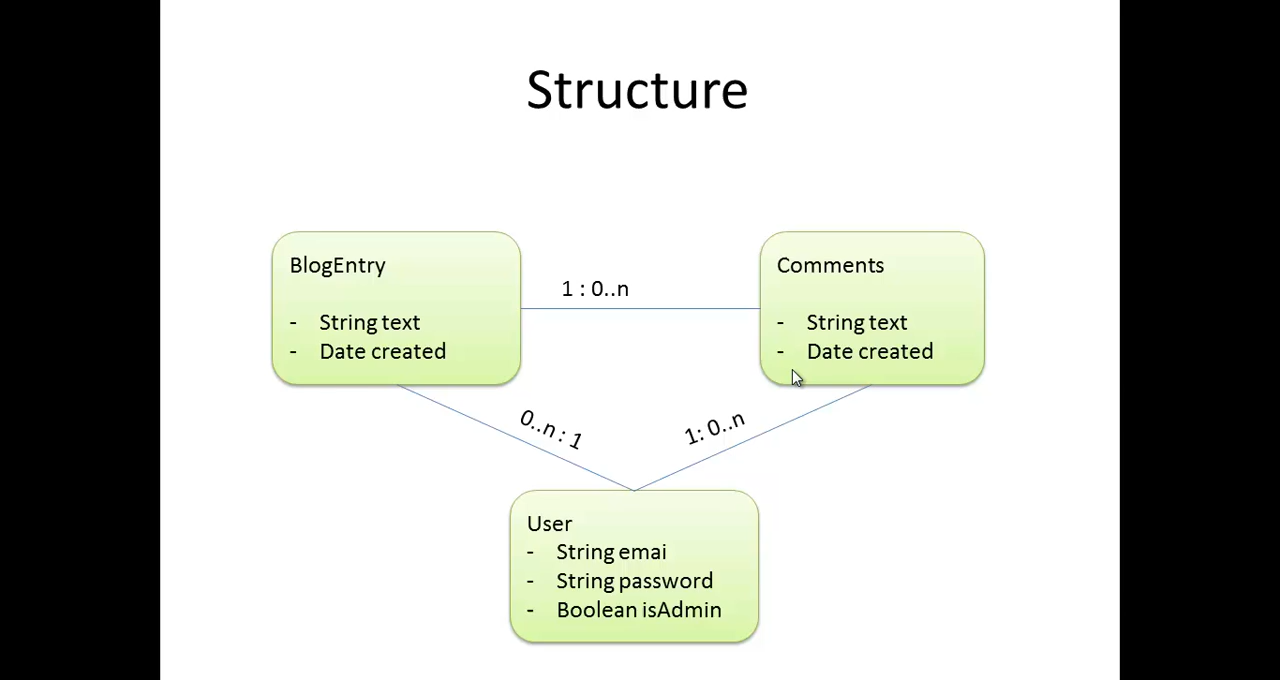 Structure
BlogEntry
- String text
- Date created
1 : 0..n
Comments
- String text
- Date created
0..n : 1
1: 0..n
User
- String emai
- String password
- Boolean isAdmin